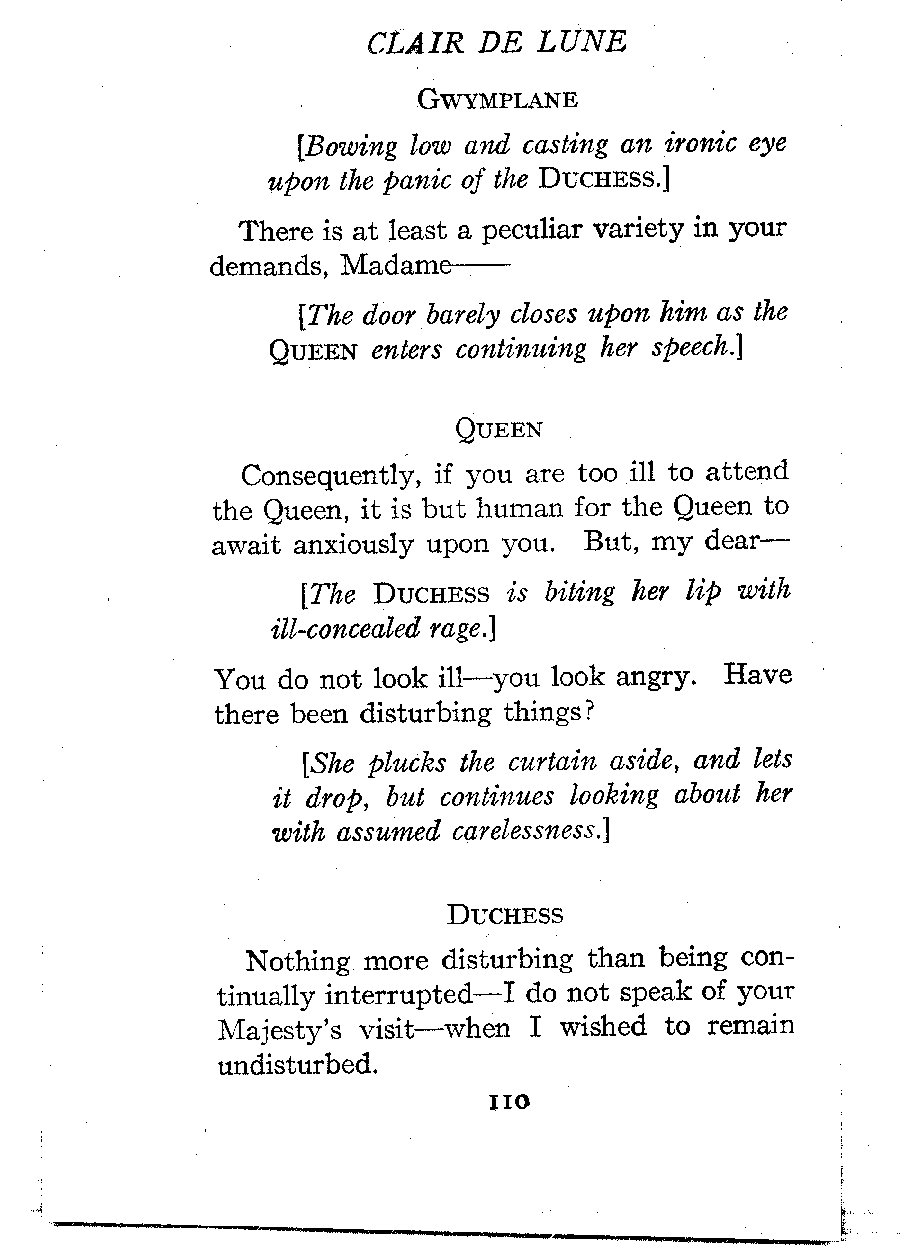 CLAIR DE LUNE
GWYMPLANE
[Bowing low and casting an ironic eye
upon the panic of the DUCHESS.]
There is at least a peculiar variety in your
demands, Madame——
[The door barely closes upon him as the
QUEEN enters continuing her speech.]
QUEEN
Consequently, if you are too ill to attend
the Queen, it is but human for the Queen to
await anxiously upon you. But, my dear—
[The DUCHESS is biting her lip with
ill-concealed rage.]
You do not look ill—you look angry. Have
there been disturbing things?
[She plucks the curtain aside, and lets
it drop, but continues looking about her
with assumed carelessness.]
DUCHESS
Nothing more disturbing than being con-
tinually interrupted—I do not speak of your
Majesty's visit—when I wished to remain
undisturbed.
110